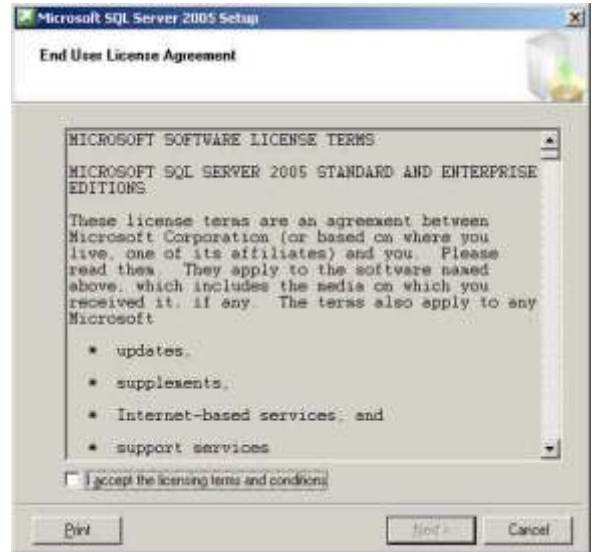 Microsoft SQL Server 2005 Setup
End User License Agreement
MICROSOFT SOFTWARE LICENSE TERMS
MICROSOFT SQL SERVER 2005 STANDARD AND ENTERPRISE
EDITIONS
These license terms are an agreement between
Microsoft Corporation (or based on where you
live, one of its affiliates) and you. Please
read them. They apply to the software named
above, which includes the media on which you
received it, if any. The terms also apply to any
Microsoft
* updates,
* supplements,
* Internet-based services, and
* support services
I accept the licensing terms and conditions
Print Next > Cancel